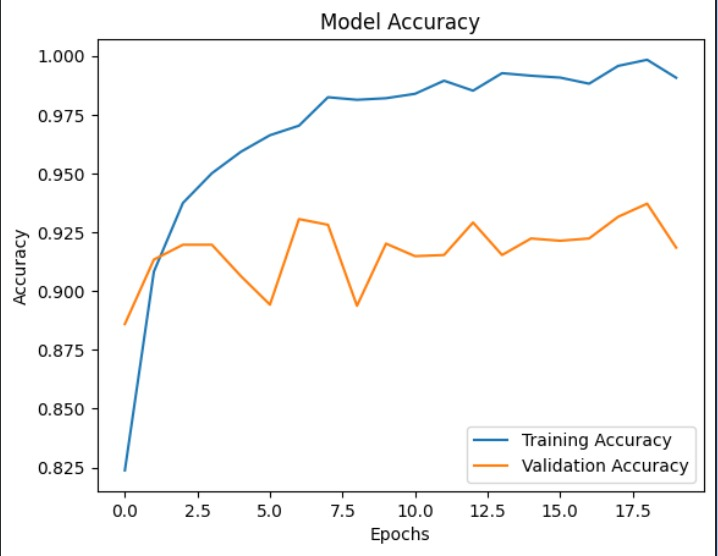 Model Accuracy
1.000
0.975
0.950
0.925
0.900
0.875
0.850
0.825
Accuracy
Training Accuracy
Validation Accuracy
0.0 2.5 5.0 7.5 10.0 12.5 15.0 17.5
Epochs